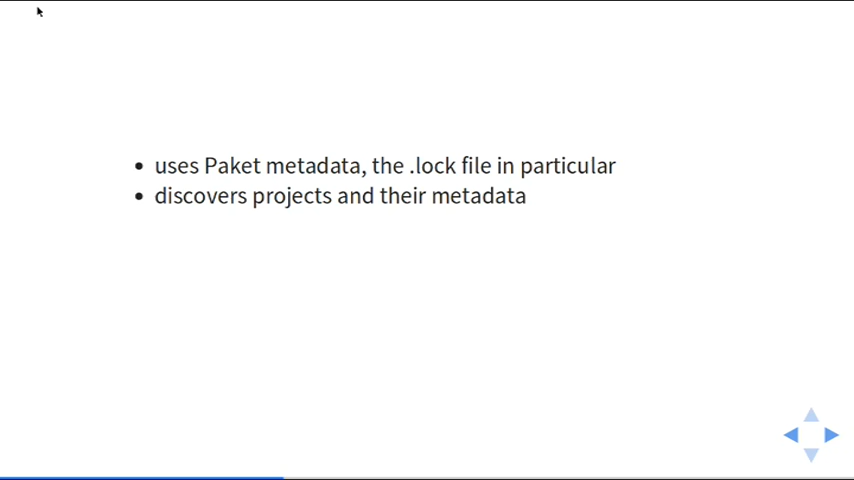 uses Paket metadata, the .lock file in particular
discovers projects and their metadata